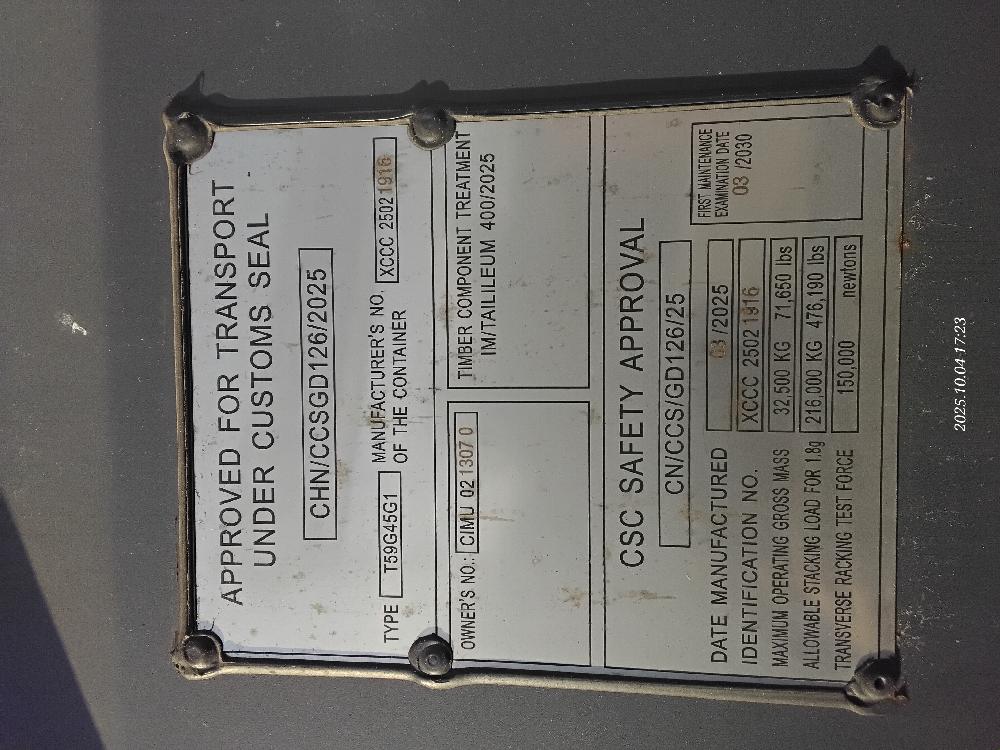 APPROVED FOR TRANSPORT
UNDER CUSTOMS SEAL
CHN/CCSGD126/2025
TYPE T59G45G1 MANUFACTURER'S NO. OF THE CONTAINER XCCC 2502 1916
OWNER'S NO.: CIMU 02 1307 0
TIMBER COMPONENT TREATMENT
IM/TALILEUM 400/2025
CSC SAFETY APPROVAL
CN/CCS/GD126/25
DATE MANUFACTURED 03 /2025
IDENTIFICATION NO. XCCC 2502 1916
MAXIMUM OPERATING GROSS MASS 32,500 KG 71,650 lbs
ALLOWABLE STACKING LOAD FOR 1.8g 216,000 KG 476,190 lbs
TRANSVERSE RACKING TEST FORCE 150,000 newtons
FIRST MAINTENANCE
EXAMINATION DATE
03 /2030
2025.10.04 17:23